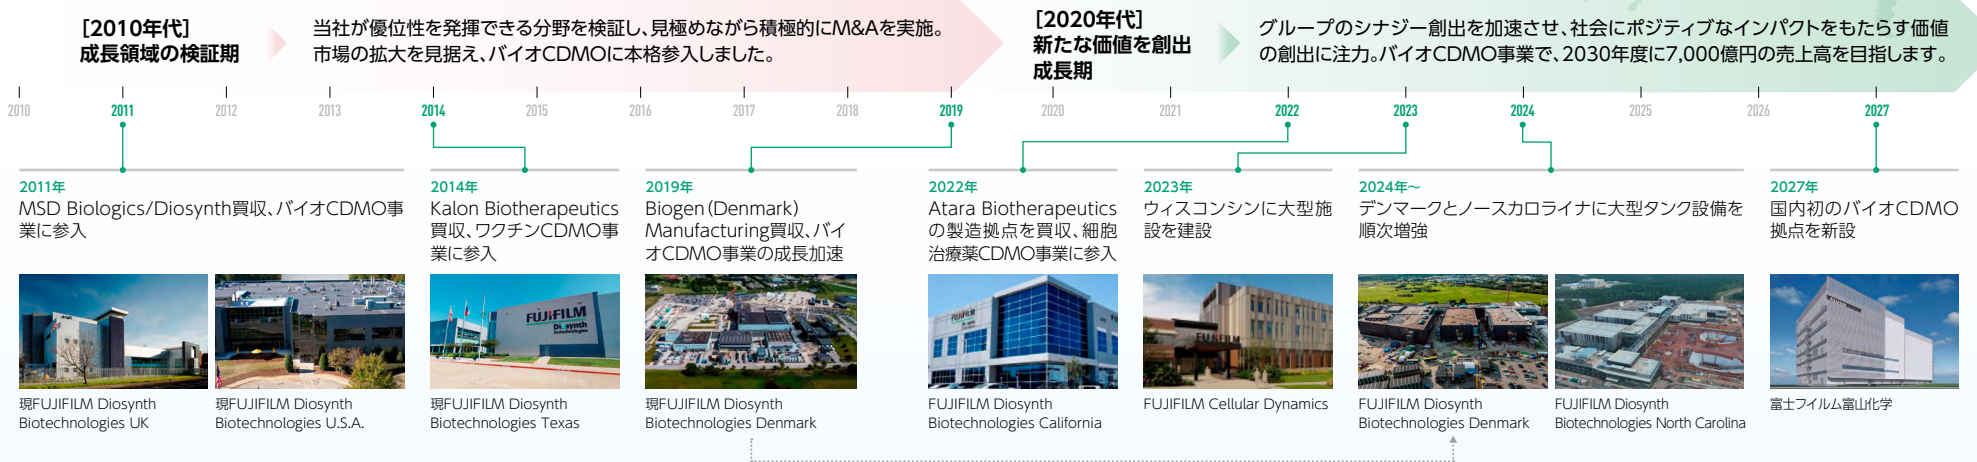 [2010年代]
成長領域の検証期
当社が優位性を発揮できる分野を検証し、見極めながら積極的にM&Aを実施。
市場の拡大を見据え、バイオCDMOに本格参入しました。
[2020年代]
新たな価値を創出
成長期
グループのシナジー創出を加速させ、社会にポジティブなインパクトをもたらす価値
の創出に注力。バイオCDMO事業で、2030年度に7,000億円の売上高を目指します。
2010 2011 2012 2013 2014 2015 2016 2017 2018 2019 2020 2021 2022 2023 2024 2025 2026 2027
2011年
MSD Biologics/Diosynth買収、バイオCDMO事
業に参入
現FUJIFILM Diosynth
Biotechnologies UK
現FUJIFILM Diosynth
Biotechnologies U.S.A.
2014年
Kalon Biotherapeutics
買収、ワクチンCDMO事
業に参入
FUJIFILM
Diosynth
biotechnologies
現FUJIFILM Diosynth
Biotechnologies Texas
2019年
Biogen (Denmark)
Manufacturing買収、バイ
オCDMO事業の成長加速
現FUJIFILM Diosynth
Biotechnologies Denmark
2022年
Atara Biotherapeutics
の製造拠点を買収、細胞
治療薬CDMO事業に参入
FUJIFILM
FUJIFILM Diosynth
Biotechnologies California
2023年
ウィスコンシンに大型施
設を建設
FUJIFILM
FUJIFILM Cellular Dynamics
2024年～
デンマークとノースカロライナに大型タンク設備を
順次増強
FUJIFILM Diosynth
Biotechnologies Denmark
FUJIFILM Diosynth
Biotechnologies North Carolina
2027年
国内初のバイオCDMO
拠点を新設
富士フイルム富山化学